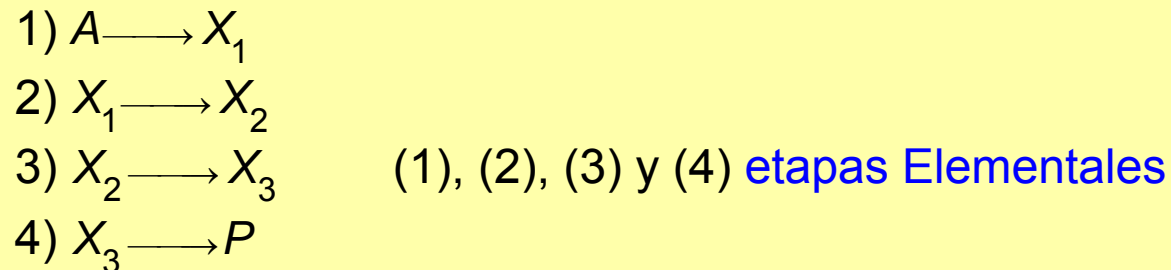 1) A → X₁
2) X₁ → X₂
3) X₂ → X₃ (1), (2), (3) y (4) etapas Elementales
4) X₃ → P